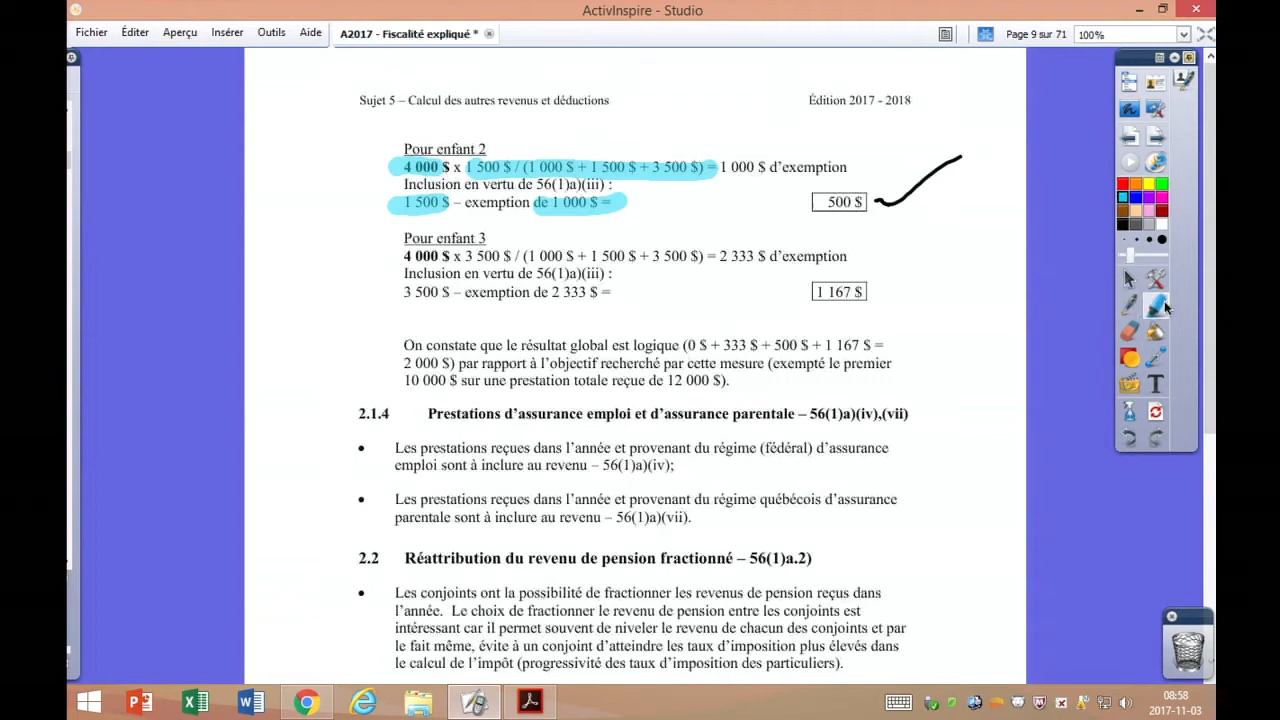 ActivInspire - Studio
Fichier Éditer Aperçu Insérer Outils Aide A2017 - Fiscalité expliqué * Page 9 sur 71 100%
Sujet 5 – Calcul des autres revenus et déductions Édition 2017 - 2018
Pour enfant 2
4 000 $ x 1 500 $ / (1 000 $ + 1 500 $ + 3 500 $) = 1 000 $ d’exemption
Inclusion en vertu de 56(1)a)(iii) :
1 500 $ – exemption de 1 000 $ = 500 $
Pour enfant 3
4 000 $ x 3 500 $ / (1 000 $ + 1 500 $ + 3 500 $) = 2 333 $ d’exemption
Inclusion en vertu de 56(1)a)(iii) :
3 500 $ – exemption de 2 333 $ = 1 167 $
On constate que le résultat global est logique (0 $ + 333 $ + 500 $ + 1 167 $ =
2 000 $) par rapport à l’objectif recherché par cette mesure (exempté le premier
10 000 $ sur une prestation totale reçue de 12 000 $).
2.1.4 Prestations d’assurance emploi et d’assurance parentale – 56(1)a)(iv),(vii)
• Les prestations reçues dans l’année et provenant du régime (fédéral) d’assurance
emploi sont à inclure au revenu – 56(1)a)(iv);
• Les prestations reçues dans l’année et provenant du régime québécois d’assurance
parentale sont à inclure au revenu – 56(1)a)(vii).
2.2 Réattribution du revenu de pension fractionné – 56(1)a.2)
• Les conjoints ont la possibilité de fractionner les revenus de pension reçus dans
l’année. Le choix de fractionner le revenu de pension entre les conjoints est
intéressant car il permet souvent de niveler le revenu de chacun des conjoints et par
le fait même, évite à un conjoint d’atteindre les taux d’imposition plus élevés dans
le calcul de l’impôt (progressivité des taux d’imposition des particuliers).
08:58
2017-11-03